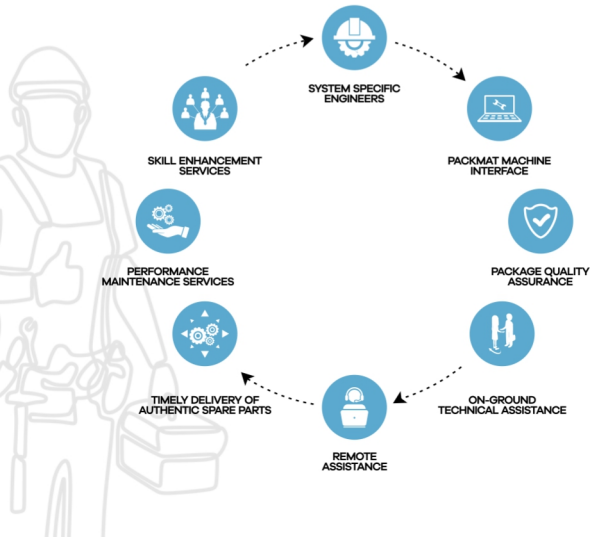 SYSTEM SPECIFIC
ENGINEERS
PACKMAT MACHINE
INTERFACE
PACKAGE QUALITY
ASSURANCE
ON-GROUND
TECHNICAL ASSISTANCE
REMOTE
ASSISTANCE
TIMELY DELIVERY OF
AUTHENTIC SPARE PARTS
PERFORMANCE
MAINTENANCE SERVICES
SKILL ENHANCEMENT
SERVICES